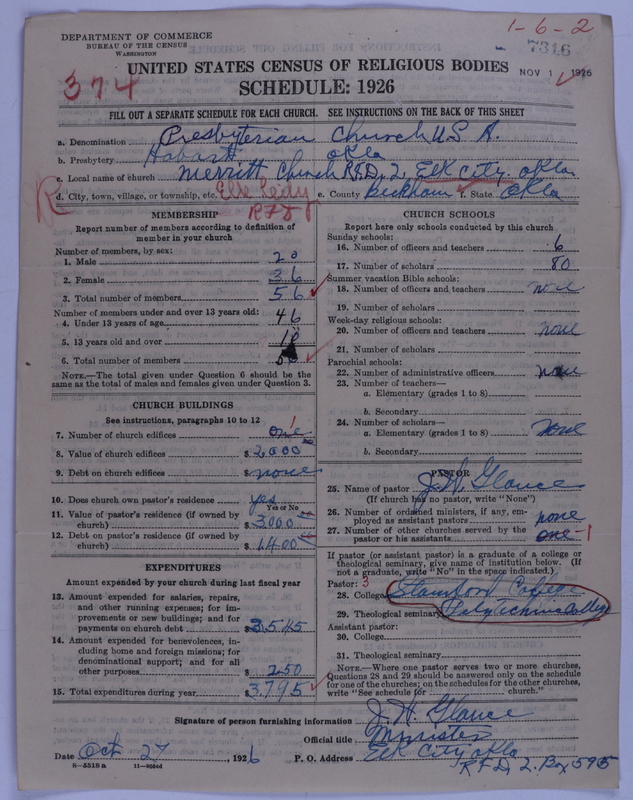 DEPARTMENT OF COMMERCE
BUREAU OF THE CENSUS
WASHINGTON
1-6-2
7316
NOV 1 1926
374
UNITED STATES CENSUS OF RELIGIOUS BODIES
SCHEDULE: 1926
FILL OUT A SEPARATE SCHEDULE FOR EACH CHURCH. SEE INSTRUCTIONS ON THE BACK OF THIS SHEET
a. Denomination Presbyterian Church U.S.A.
b. Presbytery Hobart Okla
c. Local name of church Merritt Church R.F.D. 2, Elk City, Okla
d. City, town, village, or township, etc. Elk City e. County Beckham f. State Okla
R
MEMBERSHIP
Report number of members according to definition of member in your church
Number of members, by sex:
1. Male 20
2. Female 36
3. Total number of members 56
Number of members under and over 13 years old:
4. Under 13 years of age 46
5. 13 years old and over 10
6. Total number of members
NOTE.—The total given under Question 6 should be the same as the total of males and females given under Question 3.
CHURCH BUILDINGS
See instructions, paragraphs 10 to 12
7. Number of church edifices one 1
8. Value of church edifices $ 2000
9. Debt on church edifices $ none
10. Does church own pastor's residence yes
Yes or No
11. Value of pastor's residence (if owned by church) $ 3000
12. Debt on pastor's residence (if owned by church) $ 1400
EXPENDITURES
Amount expended by your church during last fiscal year
13. Amount expended for salaries, repairs, and other running expenses; for improvements or new buildings; and for payments on church debt $ 3545
14. Amount expended for benevolences, including home and foreign missions; for denominational support; and for all other purposes $ 250
15. Total expenditures during year $ 3795
CHURCH SCHOOLS
Report here only schools conducted by this church
Sunday schools:
16. Number of officers and teachers 6
17. Number of scholars 80
Summer vacation Bible schools:
18. Number of officers and teachers none
19. Number of scholars
Week-day religious schools:
20. Number of officers and teachers none
21. Number of scholars
Parochial schools:
22. Number of administrative officers none
23. Number of teachers—
a. Elementary (grades 1 to 8)
b. Secondary
24. Number of scholars—
a. Elementary (grades 1 to 8) none
b. Secondary
PASTOR
25. Name of pastor J. H. Glance
(If church has no pastor, write "None")
26. Number of ordained ministers, if any, employed as assistant pastors none
27. Number of other churches served by the pastor or his assistants one 1
If pastor (or assistant pastor) is a graduate of a college or theological seminary, give name of institution below. (If not a graduate, write "No" in the space indicated.)
Pastor: 3
28. College Stamford College
29. Theological seminary Polytechnic College
Assistant pastor:
30. College
31. Theological seminary
NOTE.—Where one pastor serves two or more churches, Questions 28 and 29 should be answered only on the schedule for one of the churches; on the schedules for the other churches, write "See schedule for church."
Signature of person furnishing information J. H. Glance
Official title Minister
Date Oct 27, 1926 P. O. Address Elk City Okla
R.F.D. 2. Box 595
8—5518a 11—9064d